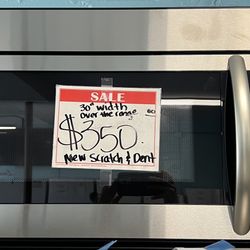 SALE
30" width
over the range
$350.
New Scratch & Dent